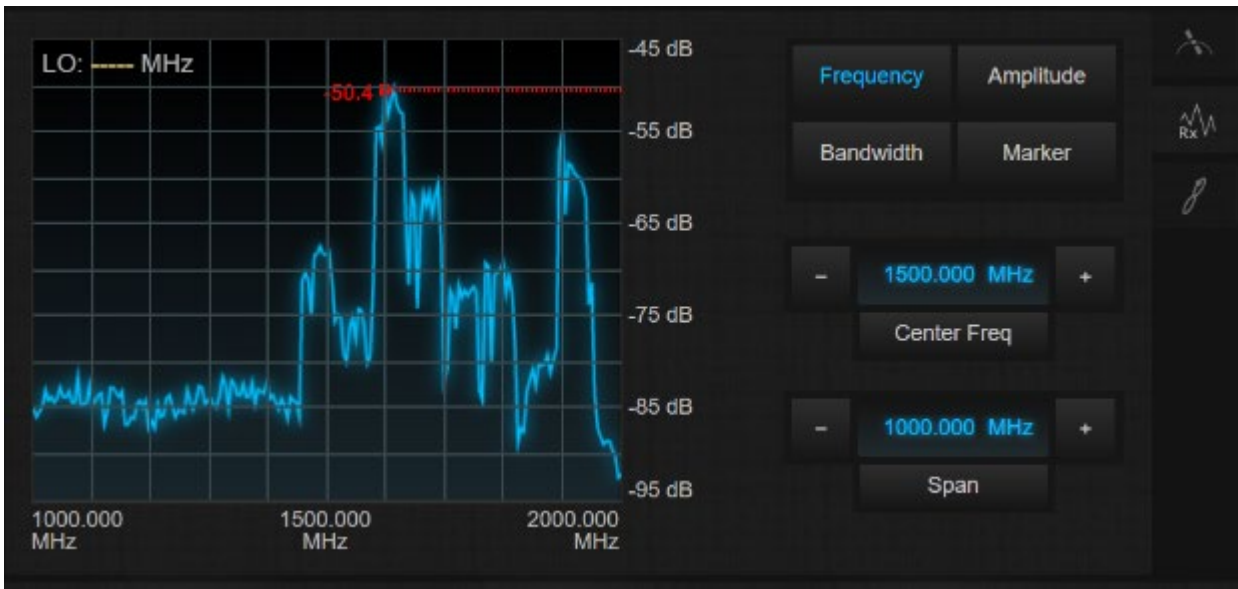 LO: ----- MHz
-50.4
-45 dB
-55 dB
-65 dB
-75 dB
-85 dB
-95 dB
1000.000 MHz
1500.000 MHz
2000.000 MHz
Frequency
Amplitude
Bandwidth
Marker
Rx
- 1500.000 MHz +
Center Freq
- 1000.000 MHz +
Span